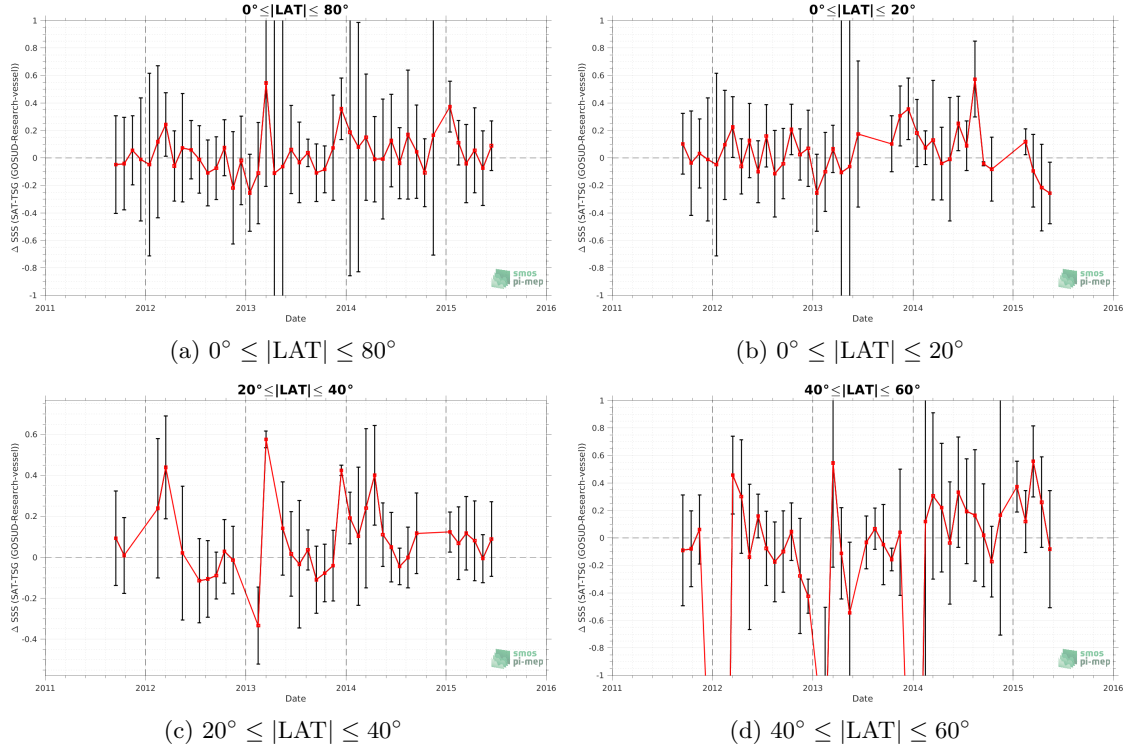 0°≤|LAT|≤ 80°
Δ SSS (SAT-TSG (GOSUD-Research-vessel))
1
0.8
0.6
0.4
0.2
0
-0.2
-0.4
-0.6
-0.8
-1
smos
pi-mep
2011 2012 2013 2014 2015 2016
Date
(a) 0° ≤ |LAT| ≤ 80°
0°≤|LAT|≤ 20°
Δ SSS (SAT-TSG (GOSUD-Research-vessel))
1
0.8
0.6
0.4
0.2
0
-0.2
-0.4
-0.6
-0.8
-1
smos
pi-mep
2011 2012 2013 2014 2015 2016
Date
(b) 0° ≤ |LAT| ≤ 20°
20°≤|LAT|≤ 40°
Δ SSS (SAT-TSG (GOSUD-Research-vessel))
0.6
0.4
0.2
0
-0.2
-0.4
smos
pi-mep
2011 2012 2013 2014 2015 2016
Date
(c) 20° ≤ |LAT| ≤ 40°
40°≤|LAT|≤ 60°
Δ SSS (SAT-TSG (GOSUD-Research-vessel))
1
0.8
0.6
0.4
0.2
0
-0.2
-0.4
-0.6
-0.8
-1
smos
pi-mep
2011 2012 2013 2014 2015 2016
Date
(d) 40° ≤ |LAT| ≤ 60°